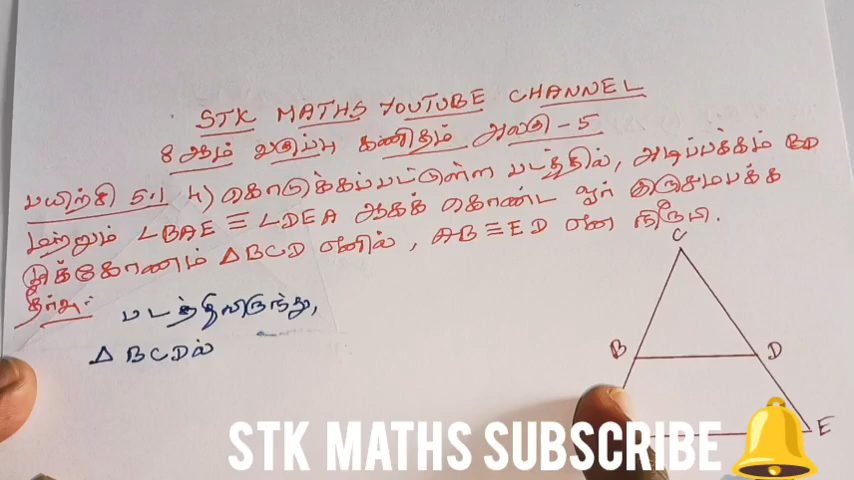 STK MATHS YOUTUBE CHANNEL
8 ஆம் வகுப்பு கணிதம் அலகு - 5
பயிற்சி 5.1 4) கொடுக்கப்பட்டுள்ள படத்தில், அடிப்பக்கம் BD
மற்றும் ∠BAE ≡ ∠DEA ஆகக் கொண்ட ஓர் இருசமபக்க
முக்கோணம் ΔBCD எனில், AB ≡ ED என நிரூபி.
தீர்வு:
படத்திலிருந்து,
Δ BCDல்
C
B
D
E
STK MATHS SUBSCRIBE